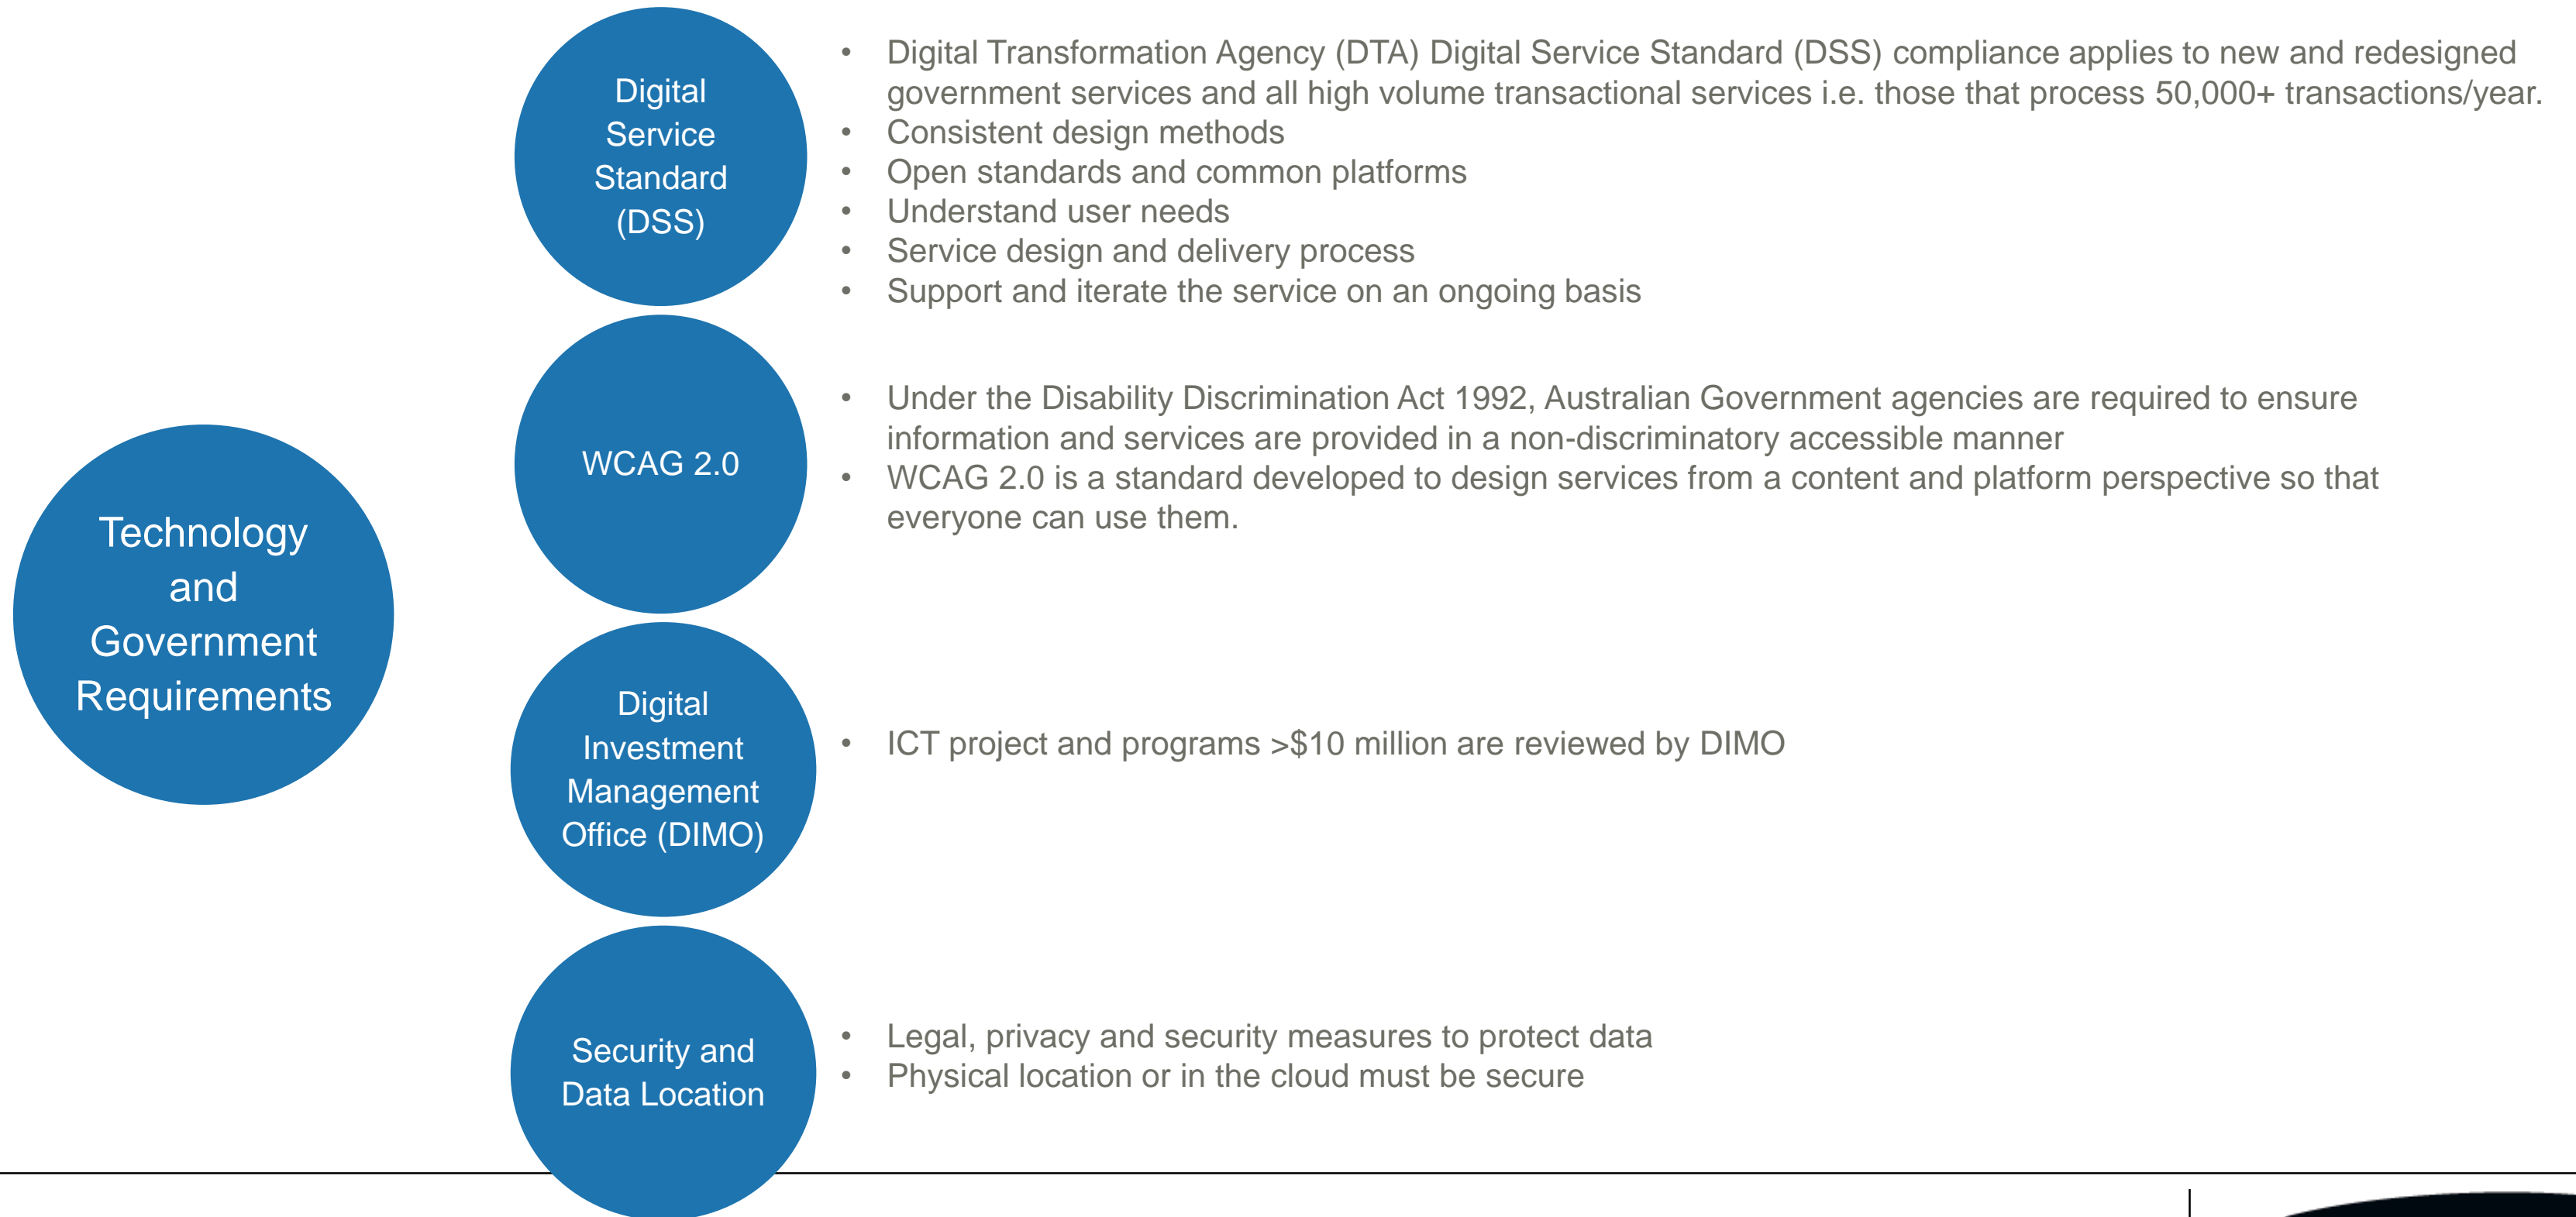 Technology
and
Government
Requirements
Digital
Service
Standard
(DSS)
• Digital Transformation Agency (DTA) Digital Service Standard (DSS) compliance applies to new and redesigned
government services and all high volume transactional services i.e. those that process 50,000+ transactions/year.
• Consistent design methods
• Open standards and common platforms
• Understand user needs
• Service design and delivery process
• Support and iterate the service on an ongoing basis
WCAG 2.0
• Under the Disability Discrimination Act 1992, Australian Government agencies are required to ensure
information and services are provided in a non-discriminatory accessible manner
• WCAG 2.0 is a standard developed to design services from a content and platform perspective so that
everyone can use them.
Digital
Investment
Management
Office (DIMO)
• ICT project and programs >$10 million are reviewed by DIMO
Security and
Data Location
• Legal, privacy and security measures to protect data
• Physical location or in the cloud must be secure